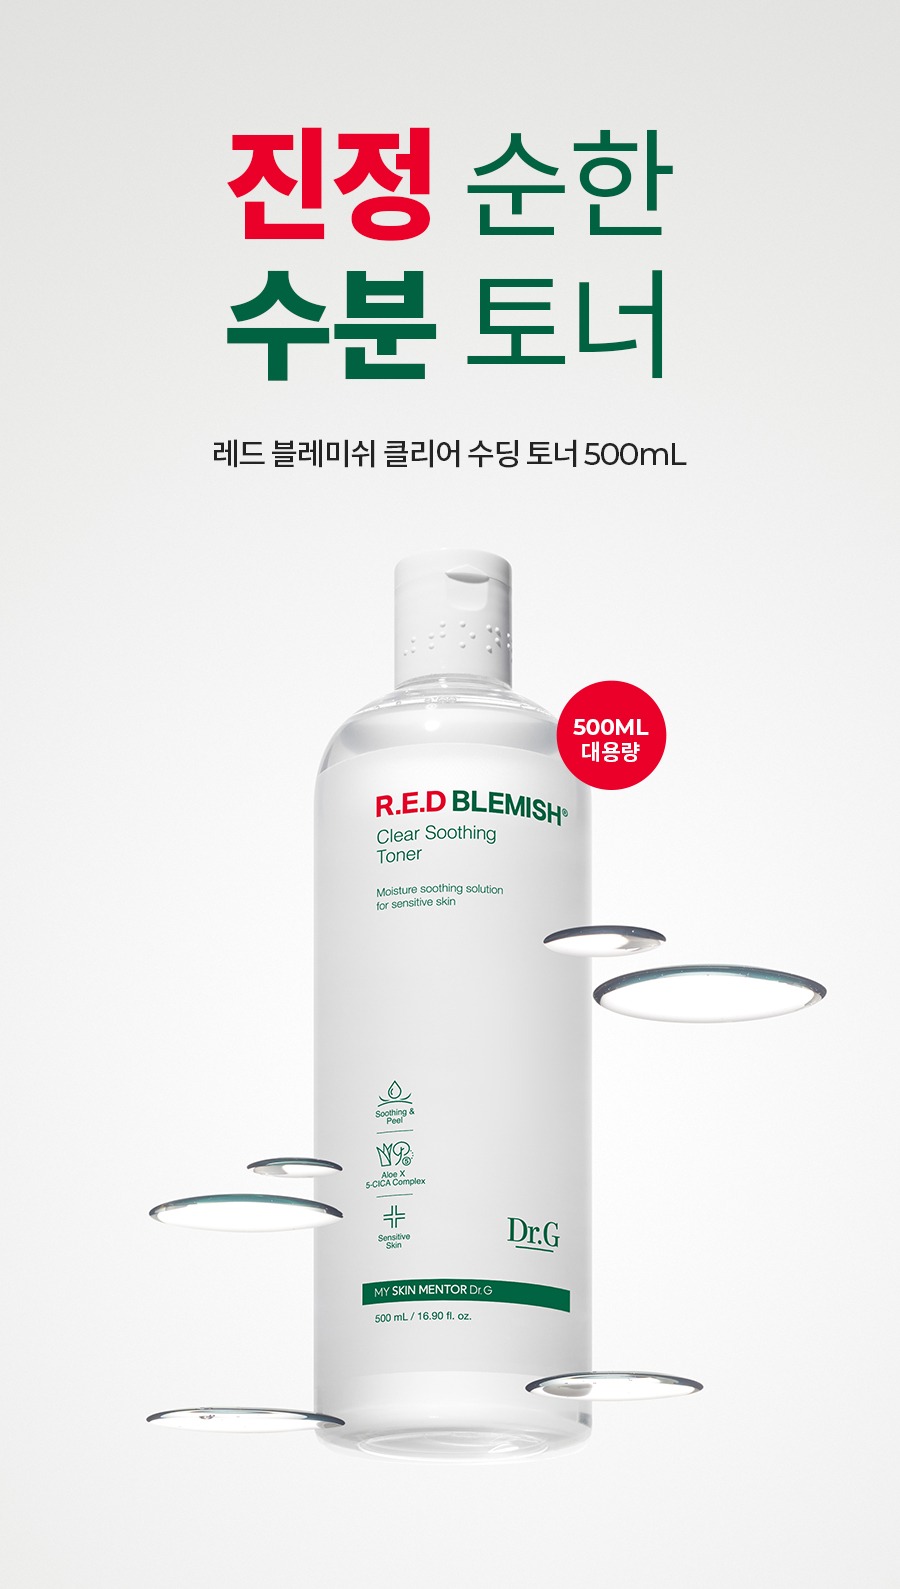 진정 순한
수분 토너
레드 블레미쉬 클리어 수딩 토너 500mL
500ML
대용량
R.E.D BLEMISH®
Clear Soothing
Toner
Moisture soothing solution
for sensitive skin
Soothing &
Peel
Aloe X
5-CICA Complex
Sensitive
Skin
Dr.G
MY SKIN MENTOR Dr.G
500 mL / 16.90 fl. oz.